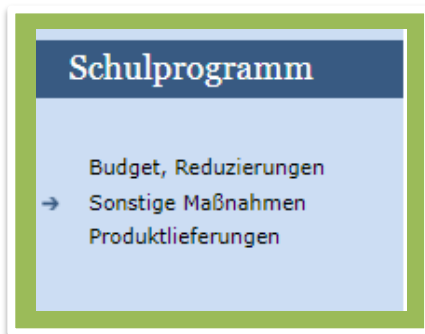 Schulprogramm
Budget, Reduzierungen
→ Sonstige Maßnahmen
Produktlieferungen